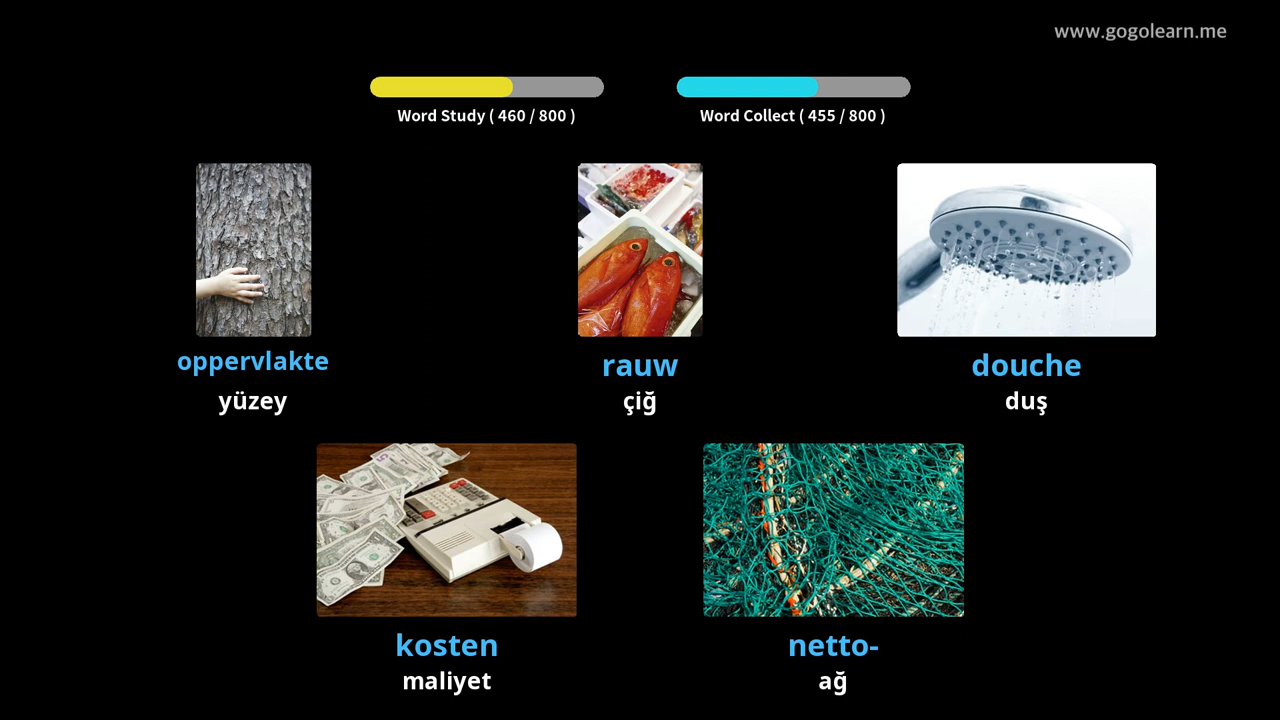 www.gogolearn.me
Word Study ( 460 / 800 )
Word Collect ( 455 / 800 )
oppervlakte
yüzey
rauw
çiğ
douche
duş
kosten
maliyet
netto-
ağ